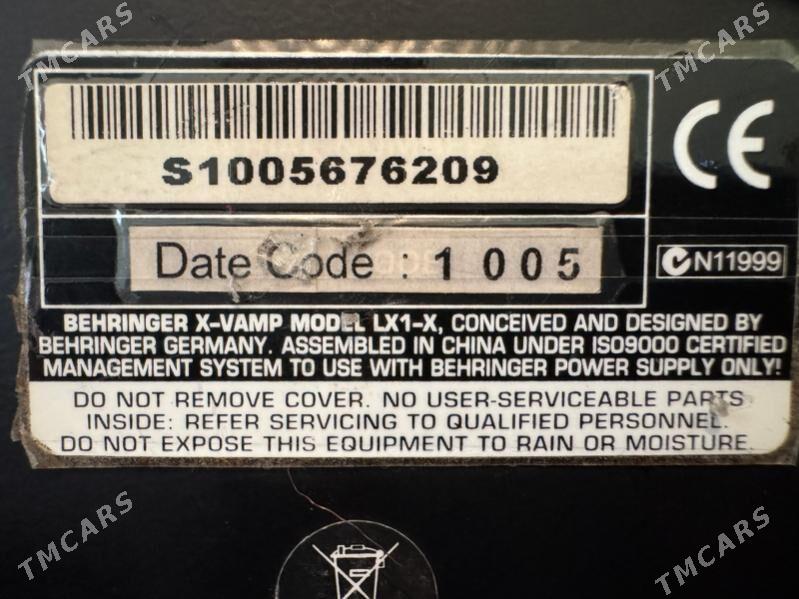 TMCARS
TMCARS
S1005676209
CE
Date Code : 1 005
N11999
BEHRINGER X-VAMP MODEL LX1-X, CONCEIVED AND DESIGNED BY
BEHRINGER GERMANY. ASSEMBLED IN CHINA UNDER ISO9000 CERTIFIED
MANAGEMENT SYSTEM TO USE WITH BEHRINGER POWER SUPPLY ONLY!
DO NOT REMOVE COVER. NO USER-SERVICEABLE PARTS
INSIDE: REFER SERVICING TO QUALIFIED PERSONNEL.
DO NOT EXPOSE THIS EQUIPMENT TO RAIN OR MOISTURE.
TMCARS
TMCARS